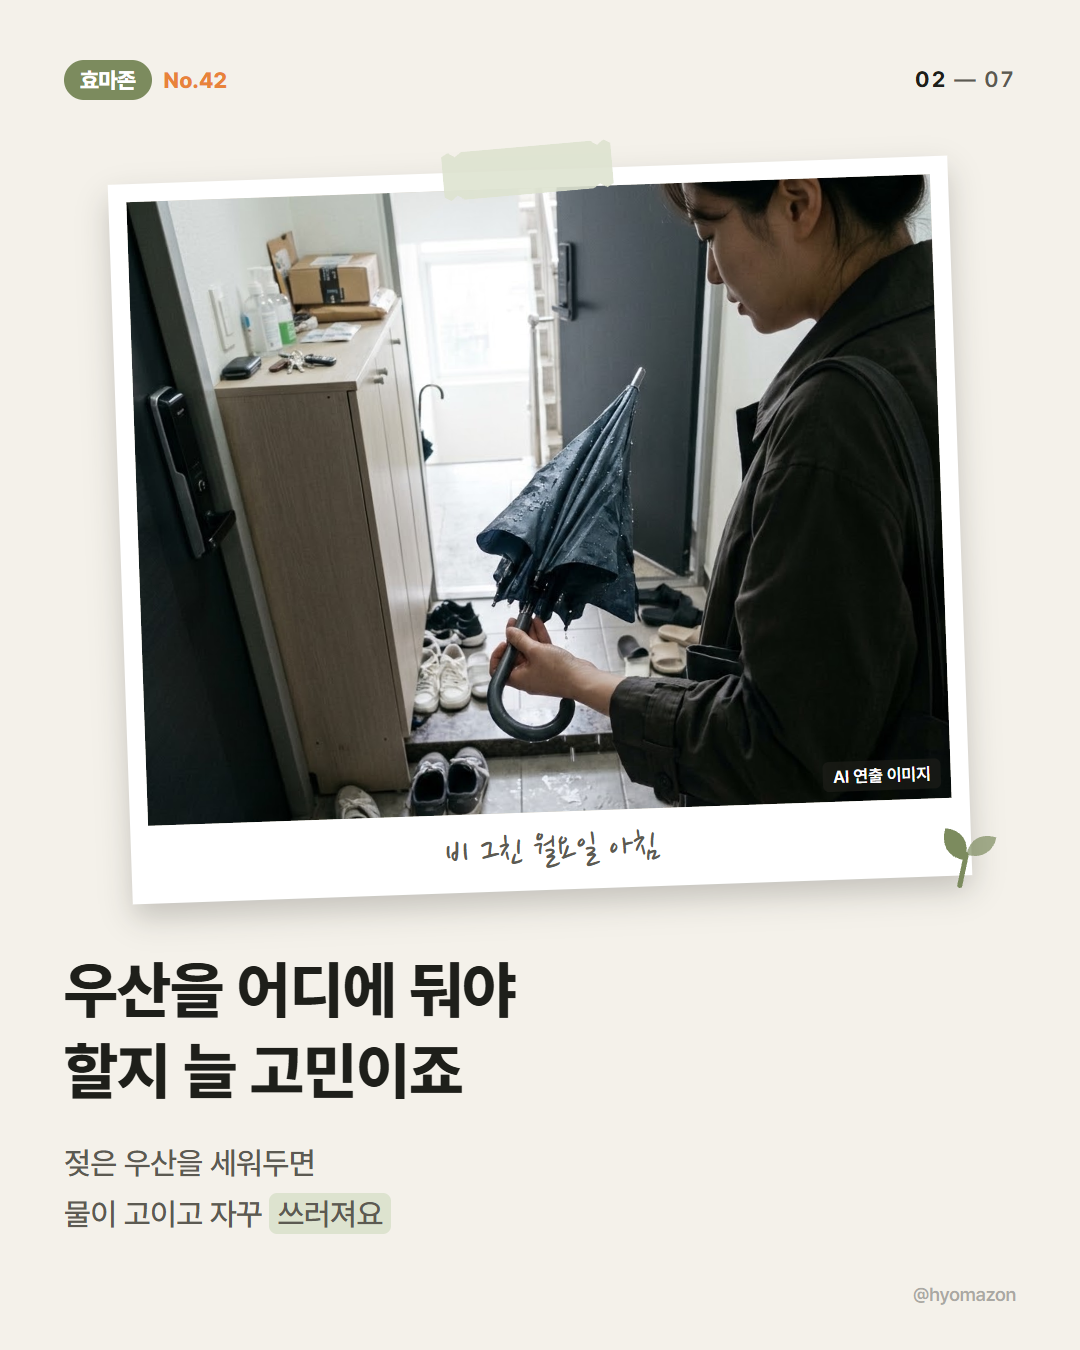 효마존 No.42
02 — 07
AI 연출 이미지
비 그친 월요일 아침
우산을 어디에 둬야
할지 늘 고민이죠
젖은 우산을 세워두면
물이 고이고 자꾸 쓰러져요
@hyomazon